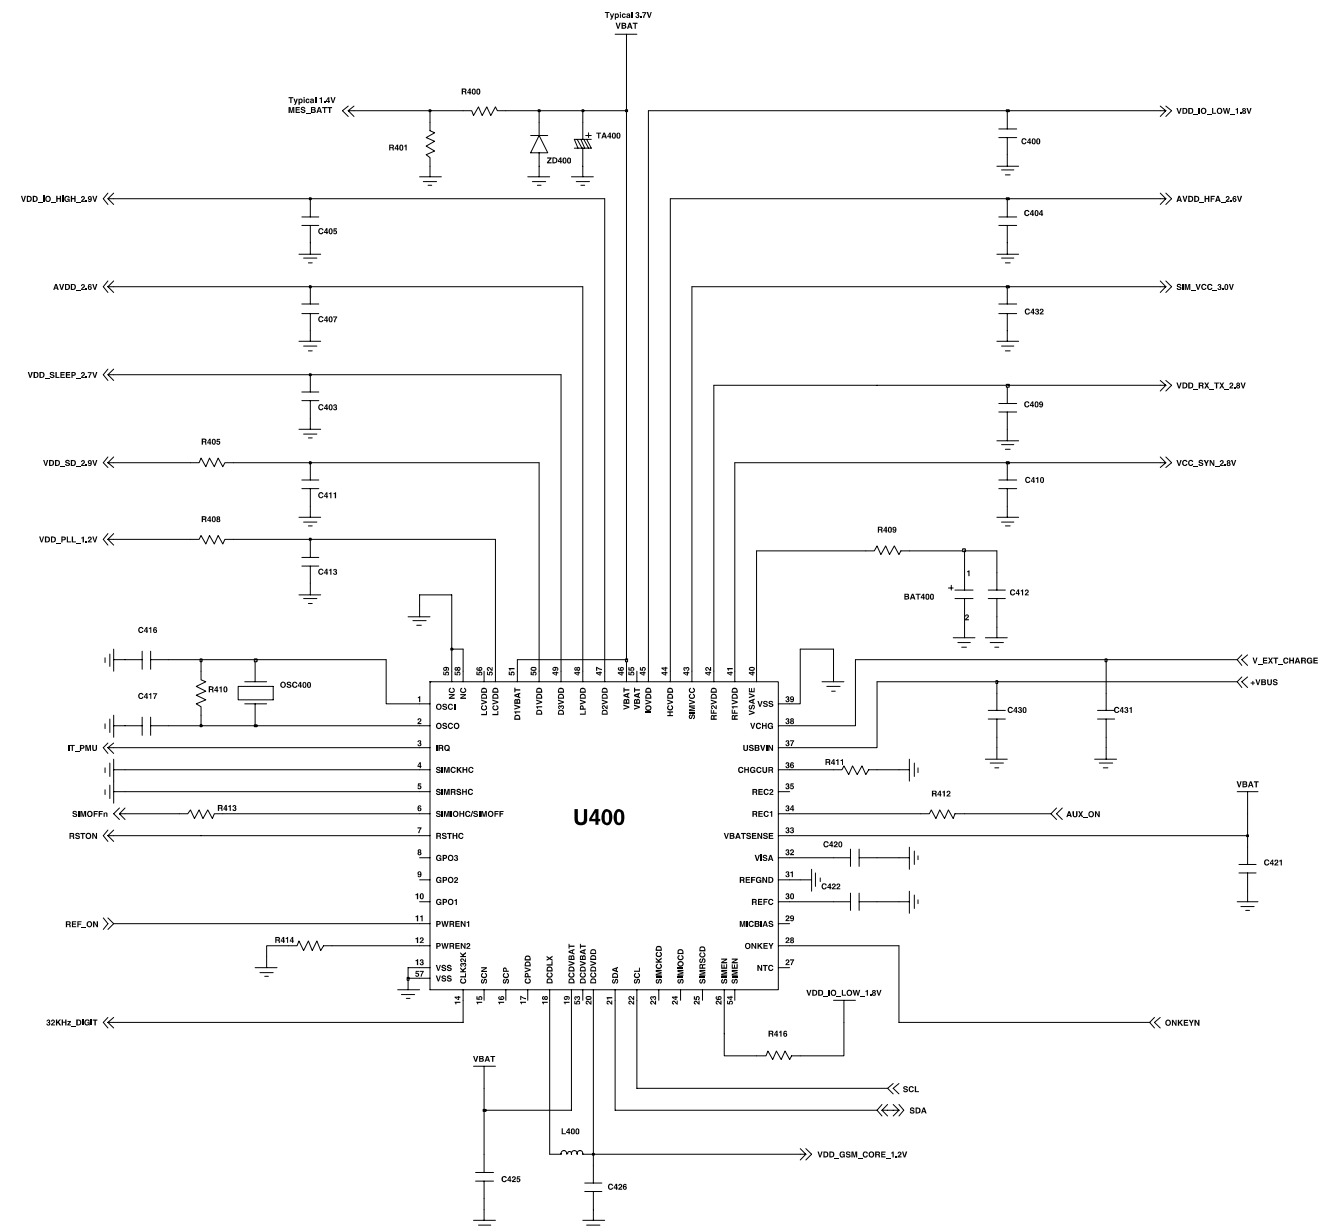 Typical 3.7V
VBAT
R400
Typical 1.4V
MES_BATT
VDD_IO_LOW_1.8V
TA400
+
R401
ZD400
C400
VDD_IO_HIGH_2.9V
AVDD_HFA_2.6V
C405
C404
AVDD_2.6V
SIM_VCC_3.0V
C407
C432
VDD_SLEEP_2.7V
VDD_RX_TX_2.8V
C403
C409
R405
VDD_SD_2.9V
VCC_SYN_2.8V
C411
C410
R408
R409
VDD_PLL_1.2V
C413
1
+
BAT400
C412
2
C416
59 58 56 52 51 50 49 48 47 46 55 45 44 43 42 41 40
NC NC LCVDD LCVDD D1VBAT D1VDD D3VDD LPVDD D2VDD VBAT VBAT IOVDD HCVDD SIMVCC RF2VDD RF1VDD VSAVE
V_EXT_CHARGE
+VBUS
R410
OSC400
C417
1 OSCI
VSS 39
2 OSCO
VCHG 38
C430
C431
IT_PMU
3 IRQ
USBVIN 37
4 SIMCKHC
CHGCUR 36
R411
5 SIMRSHC
REC2 35
VBAT
SIMOFFn
R413
6 SIMIOHC/SIMOFF
U400
REC1 34
R412
AUX_ON
RSTON
7 RSTHC
VBATSENSE 33
8 GPO3
VISA 32
C420
C421
9 GPO2
REFGND 31
C422
10 GPO1
REFC 30
REF_ON
11 PWREN1
MICBIAS 29
R414
12 PWREN2
ONKEY 28
13 VSS
57 VSS
NTC 27
CLK32K SCN SCP CPVDD DCDLX DCDVBAT DCDVBAT DCDVDD SDA SCL SIMCKCD SIMIOCD SIMRSCD SIMEN SIMEN
14 15 16 17 18 19 53 20 21 22 23 24 25 26 54
VDD_IO_LOW_1.8V
32KHz_DIGIT
ONKEYN
R416
VBAT
SCL
SDA
L400
VDD_GSM_CORE_1.2V
C425
C426